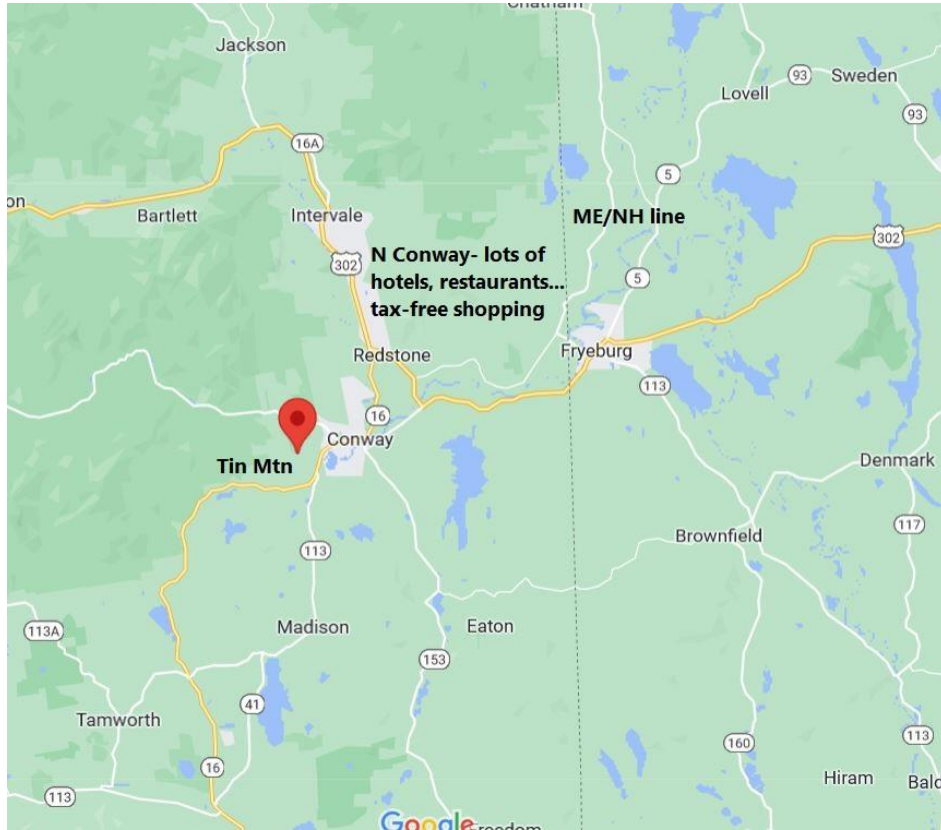 Chatham
Jackson
93
Sweden
Lovell
16A
93
5
Bartlett
Intervale
ME/NH line
302
N Conway- lots of
302
hotels, restaurants...
5
tax-free shopping
Redstone
Fryeburg
113
16
Conway
Tin Mtn
Denmark
117
Brownfield
113
113A
Madison
Eaton
153
41
Tamworth
160
113
16
Hiram
113
Google